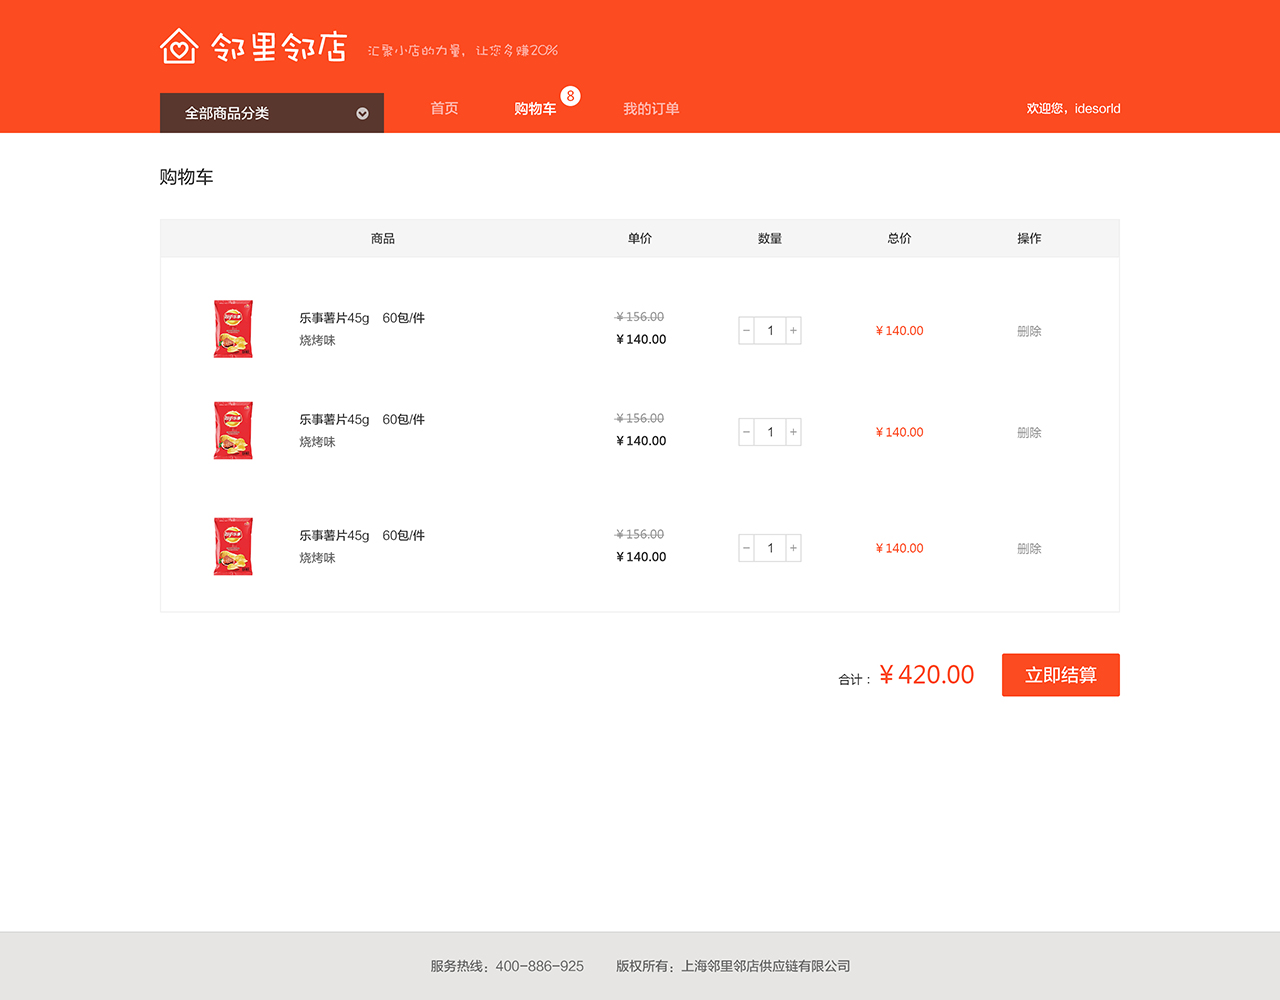 邻里邻店 汇聚小店的力量，让您多赚20%
全部商品分类 首页 购物车 8 我的订单 欢迎您，idesorld
购物车
商品 单价 数量 总价 操作
乐事薯片45g 60包/件 ¥156.00
烧烤味 ¥140.00 − 1 + ¥140.00 删除
乐事薯片45g 60包/件 ¥156.00
烧烤味 ¥140.00 − 1 + ¥140.00 删除
乐事薯片45g 60包/件 ¥156.00
烧烤味 ¥140.00 − 1 + ¥140.00 删除
合计： ¥420.00 立即结算
服务热线：400-886-925 版权所有：上海邻里邻店供应链有限公司